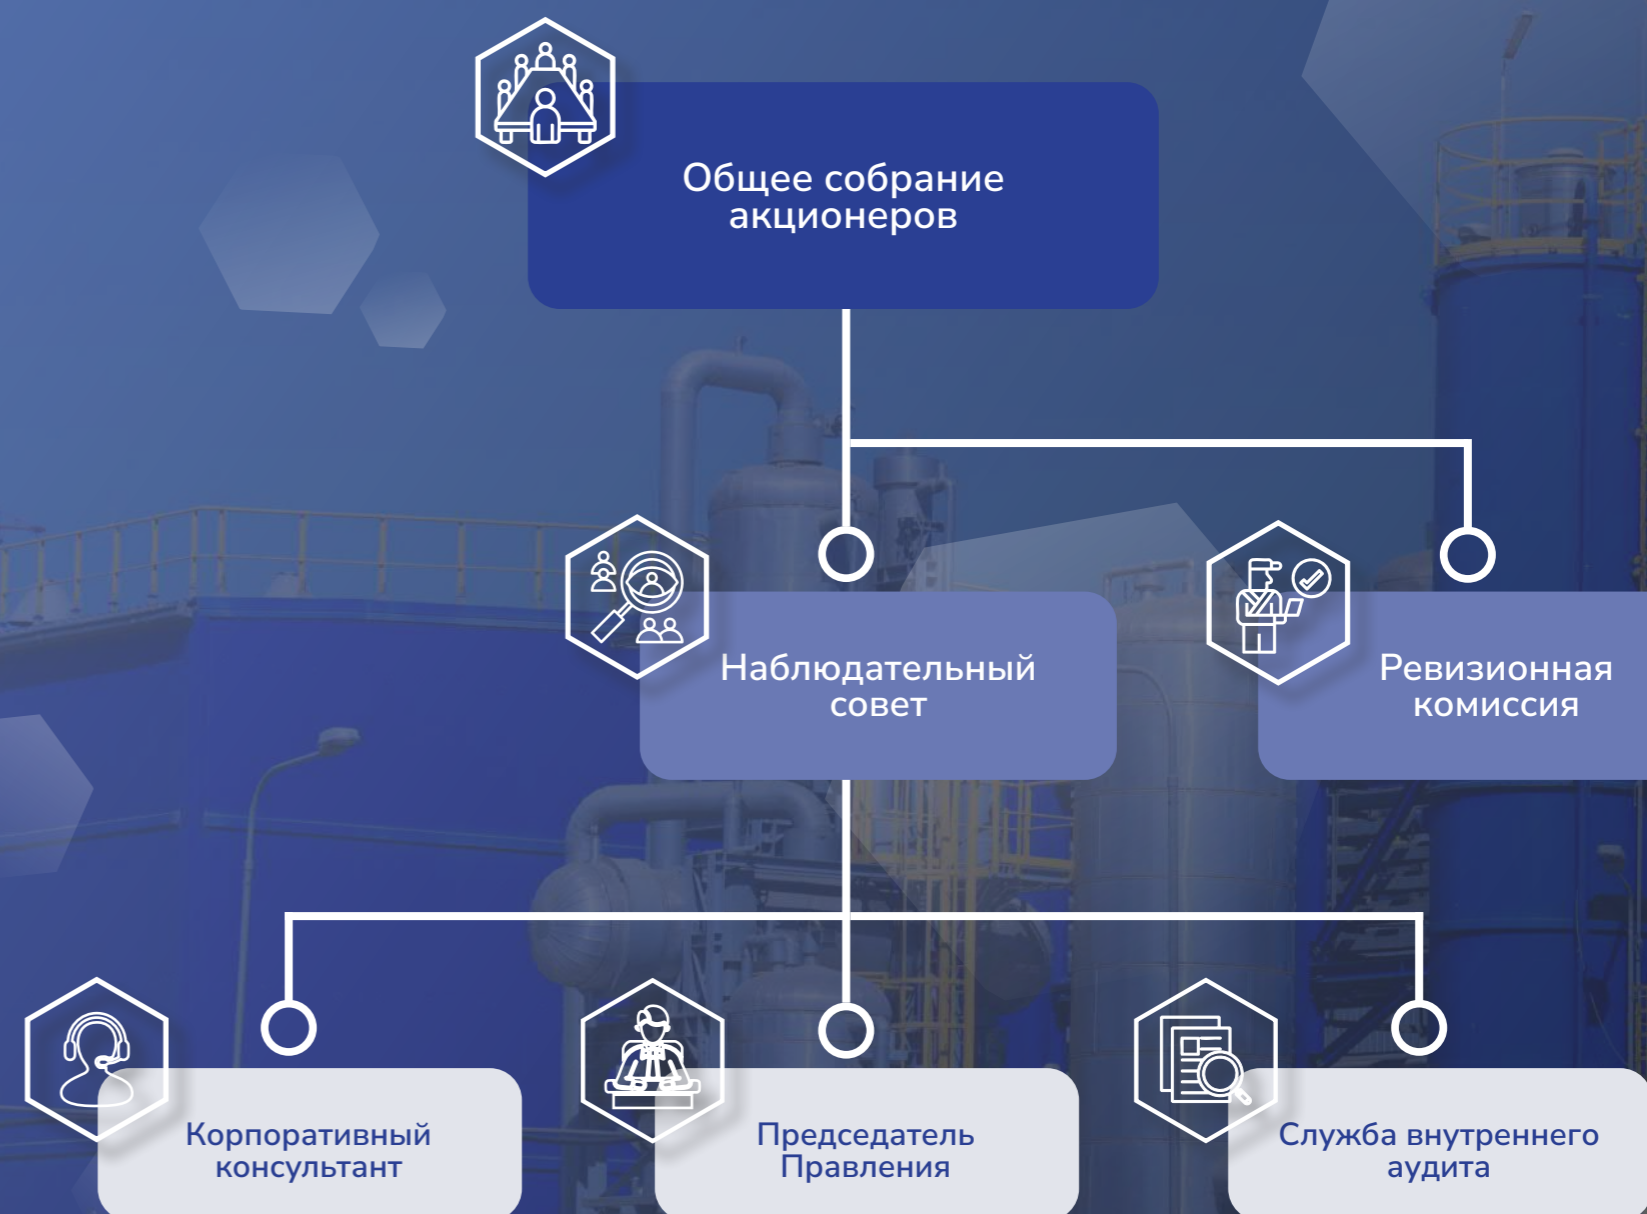 Общее собрание
акционеров
Наблюдательный
совет
Ревизионная
комиссия
Корпоративный
консультант
Председатель
Правления
Служба внутреннего
аудита